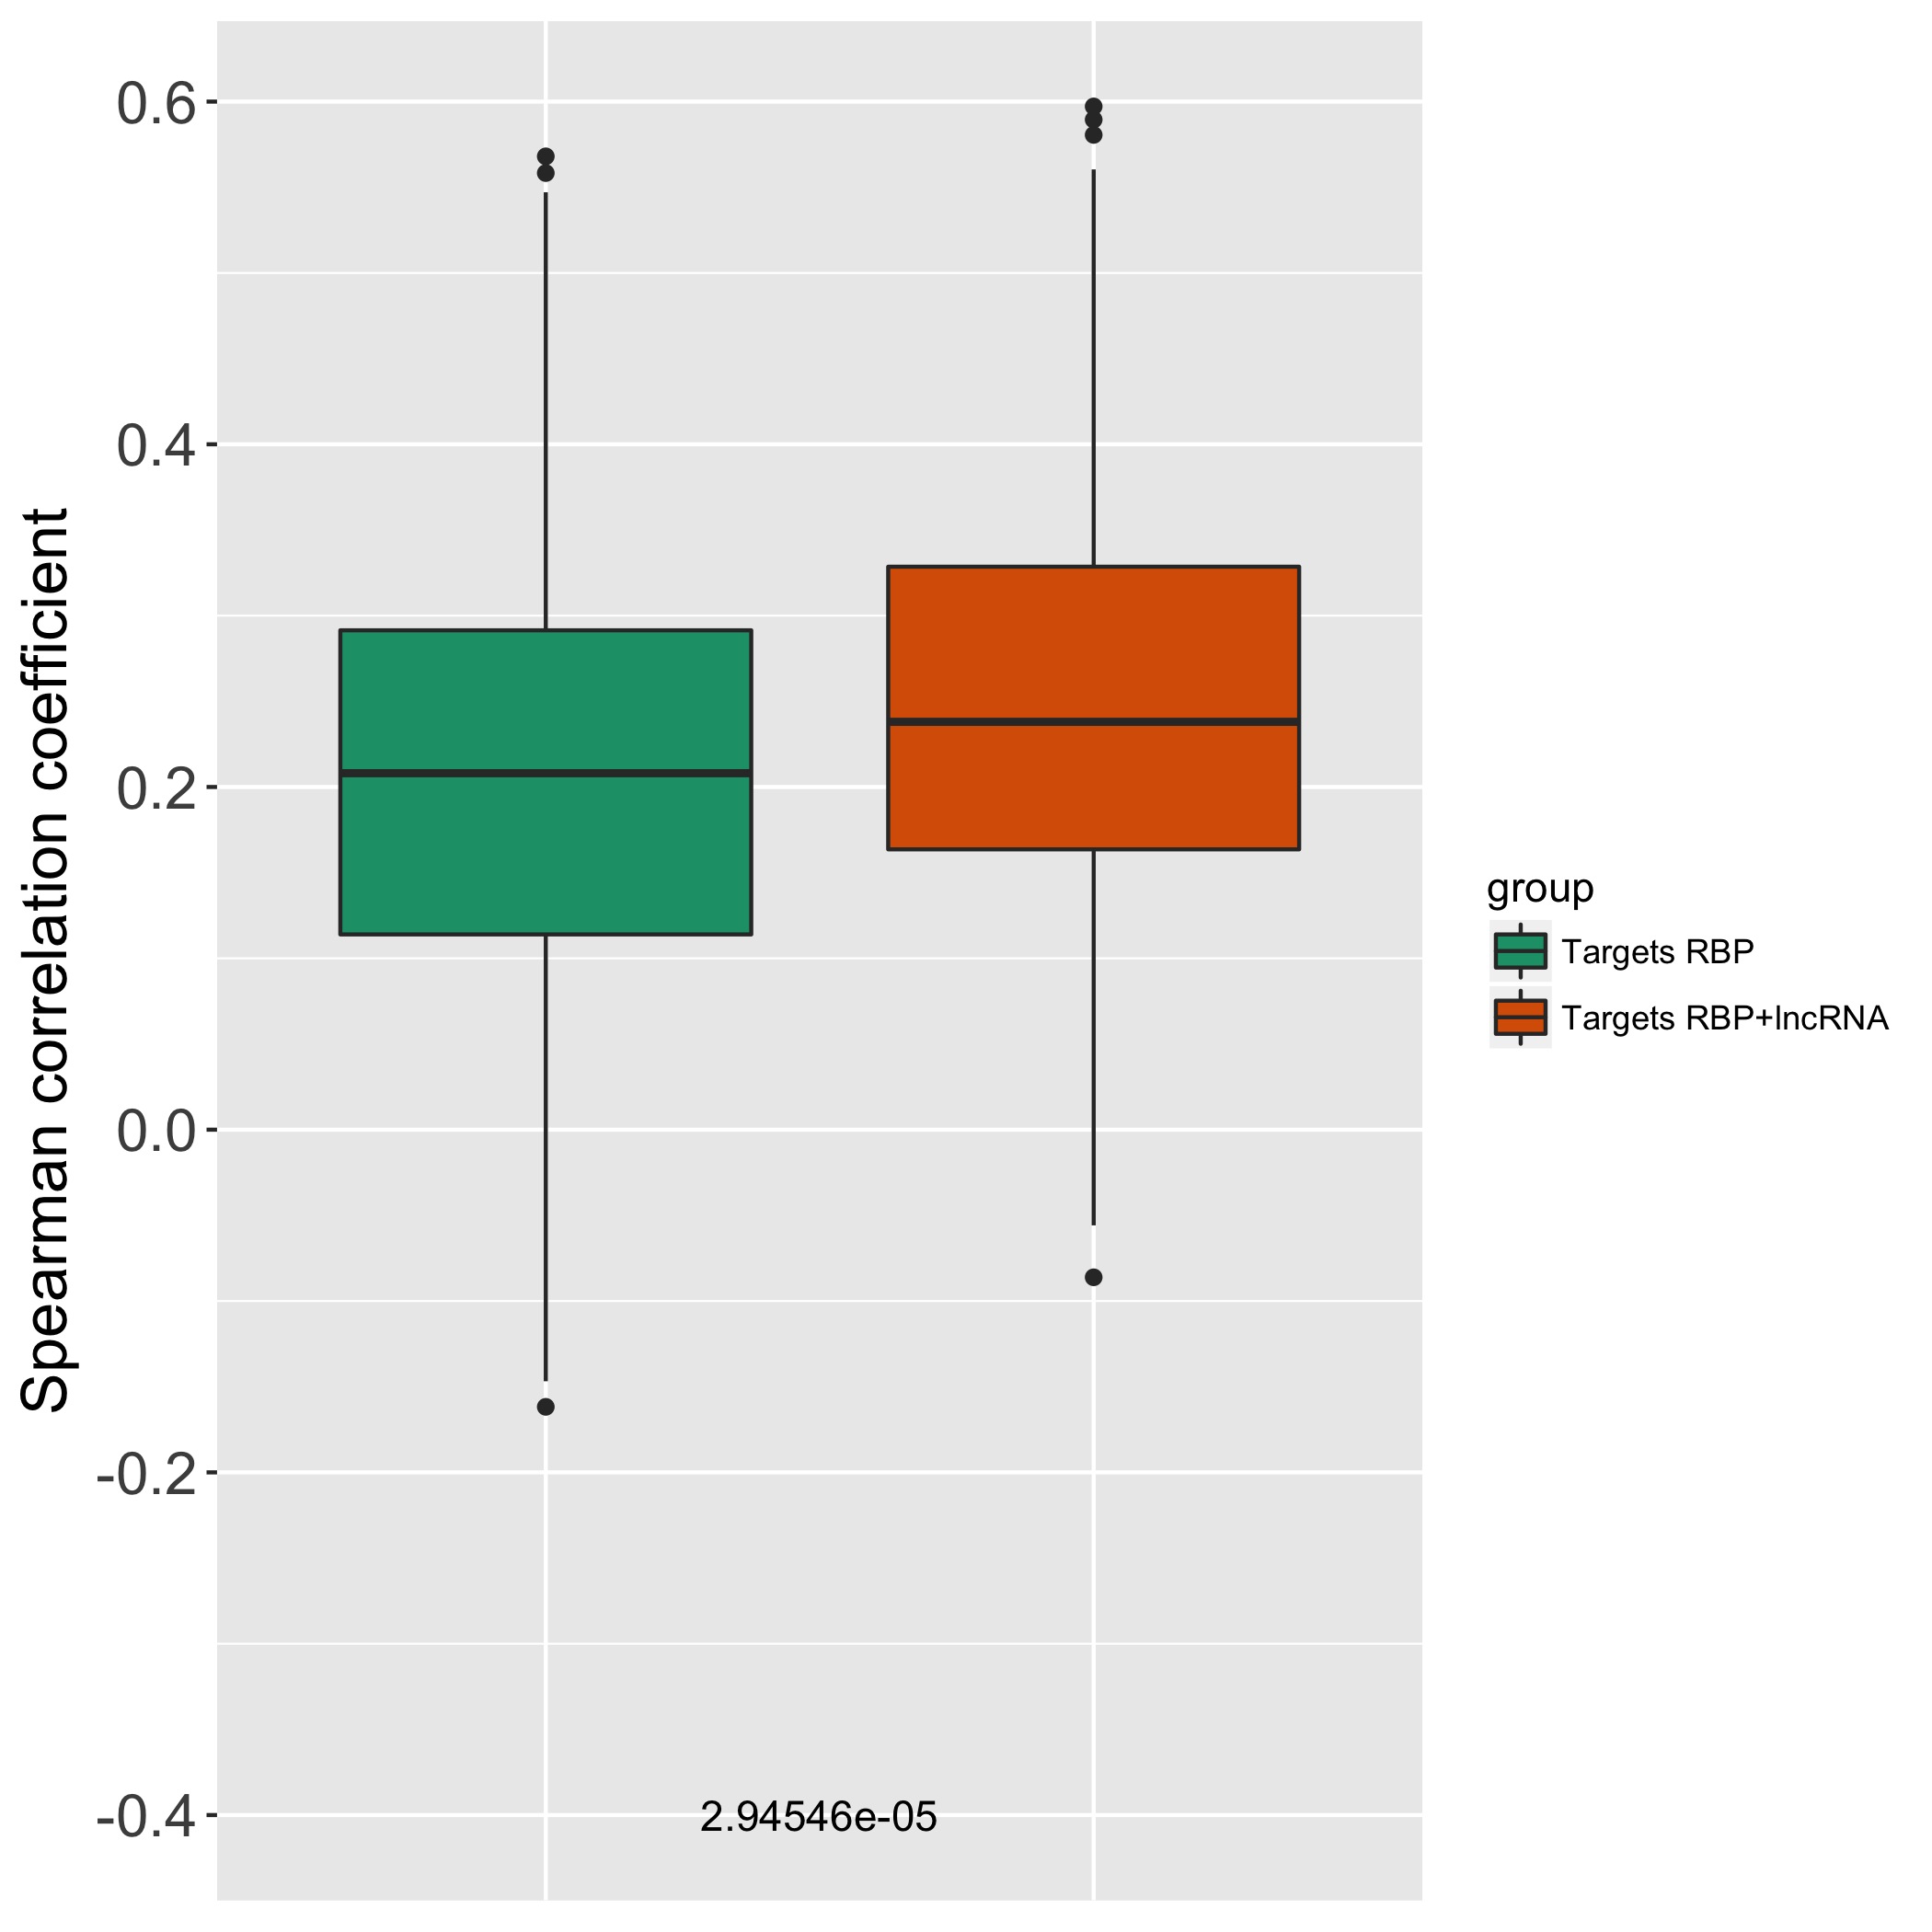 Spearman correlation coefficient
0.6
0.4
0.2
0.0
-0.2
-0.4
2.94546e-05
group
Targets RBP
Targets RBP+lncRNA